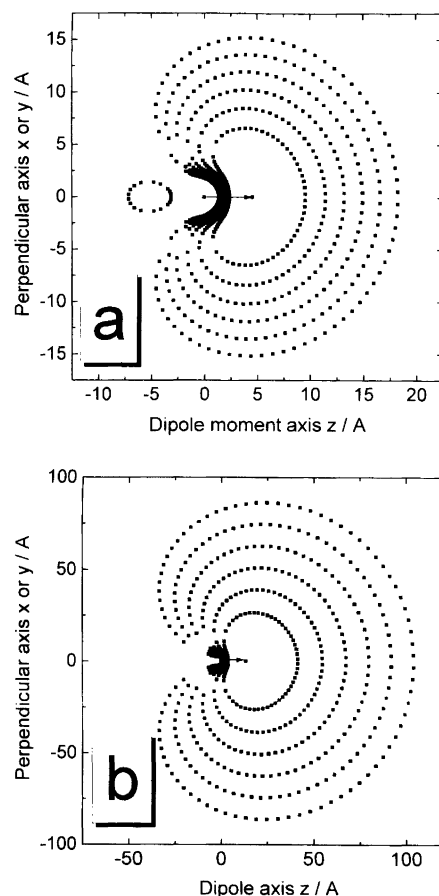 15
10
5
0
-5
-10
-15
Perpendicular axis x or y / A
a
-10 -5 0 5 10 15 20
Dipole moment axis z / A
100
50
0
-50
-100
Perpendicular axis x or y / A
b
-50 0 50 100
Dipole axis z / A